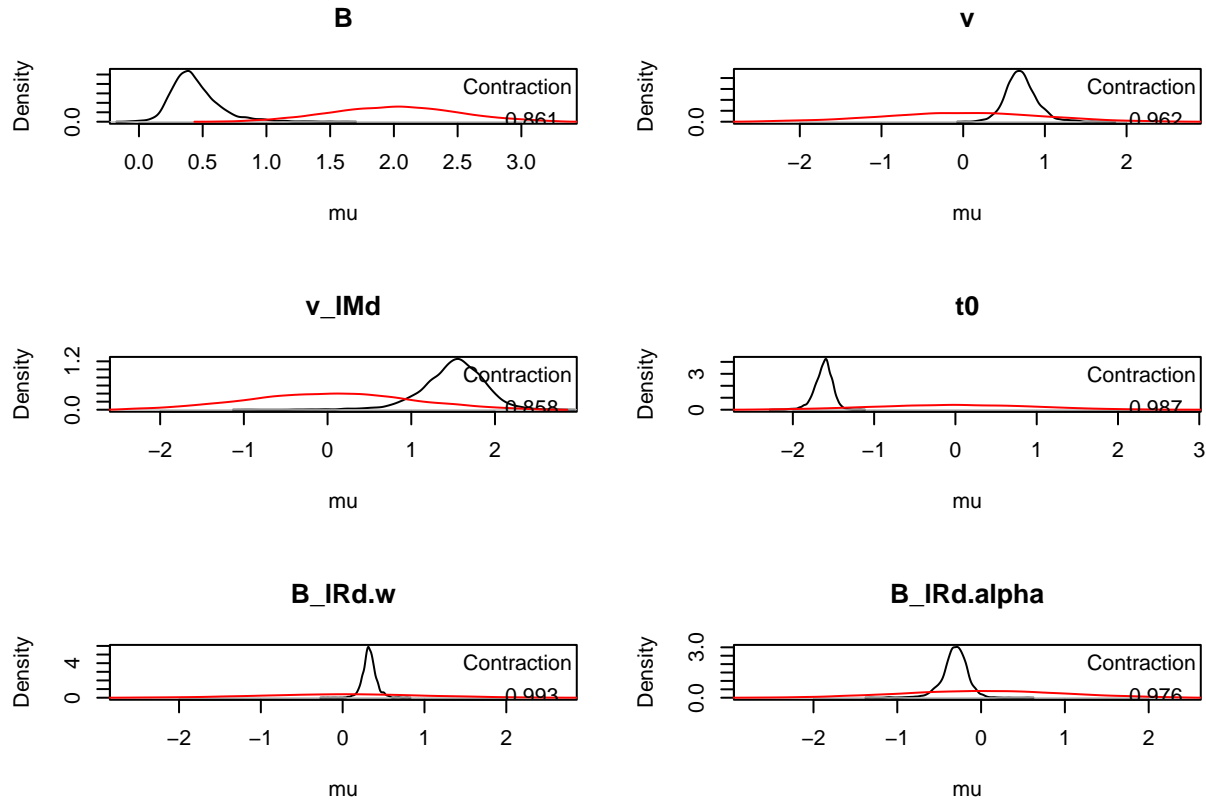 B
Density
0.0
Contraction
0.861
0.0 0.5 1.0 1.5 2.0 2.5 3.0
mu
v
Density
0.0
Contraction
0.962
−2 −1 0 1 2
mu
v_lMd
Density
0.0 1.2
Contraction
0.858
−2 −1 0 1 2
mu
t0
Density
0 3
Contraction
0.987
−2 −1 0 1 2 3
mu
B_lRd.w
Density
0 4
Contraction
0.993
−2 −1 0 1 2
mu
B_lRd.alpha
Density
0.0 3.0
Contraction
0.976
−2 −1 0 1 2
mu